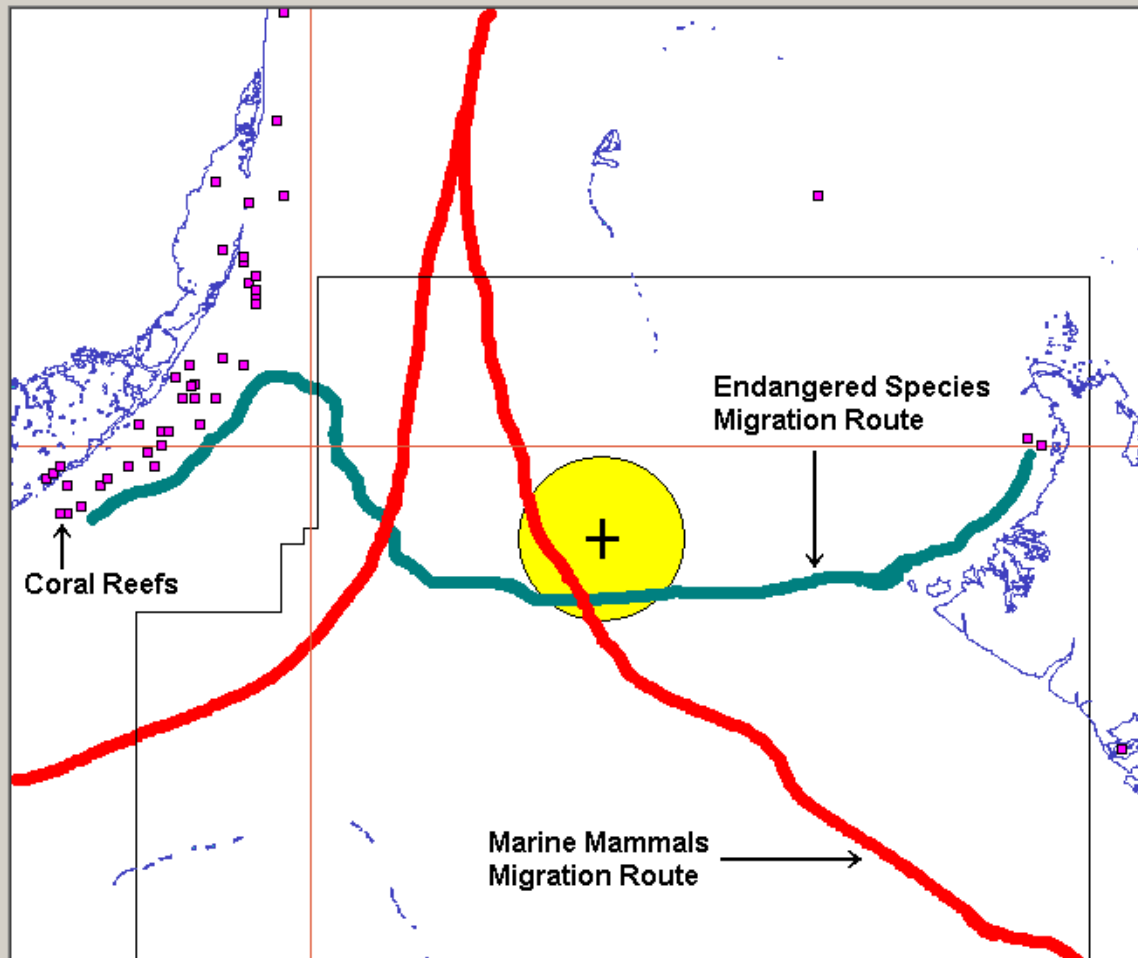 Endangered Species
Migration Route
Coral Reefs
Marine Mammals
Migration Route